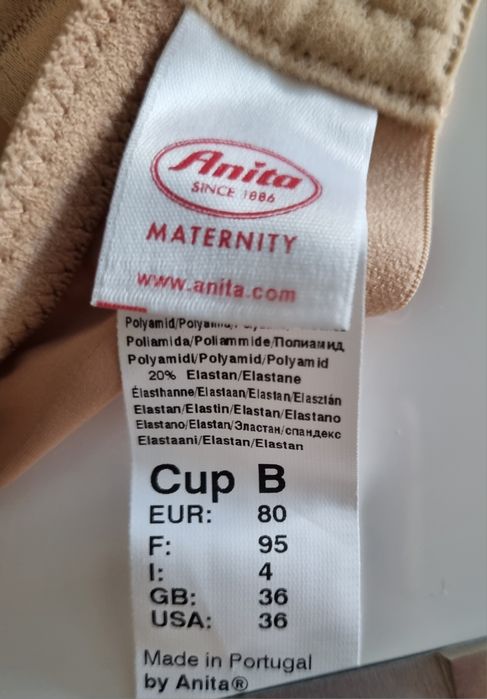 Anita
SINCE 1886
MATERNITY
www.anita.com
Poliamida/Poliammide/Полиамид
Polyamidi/Polyamid/Polyamid
20% Elastan/Elastane
Élasthanne/Elastaan/Elastan/Elasztán
Elastan/Elastin/Elastan/Elastano
Elastano/Elastan/Эластан/спандекс
Elastaani/Elastan/Elastan
Cup B
EUR: 80
F: 95
I: 4
GB: 36
USA: 36
Made in Portugal
by Anita®